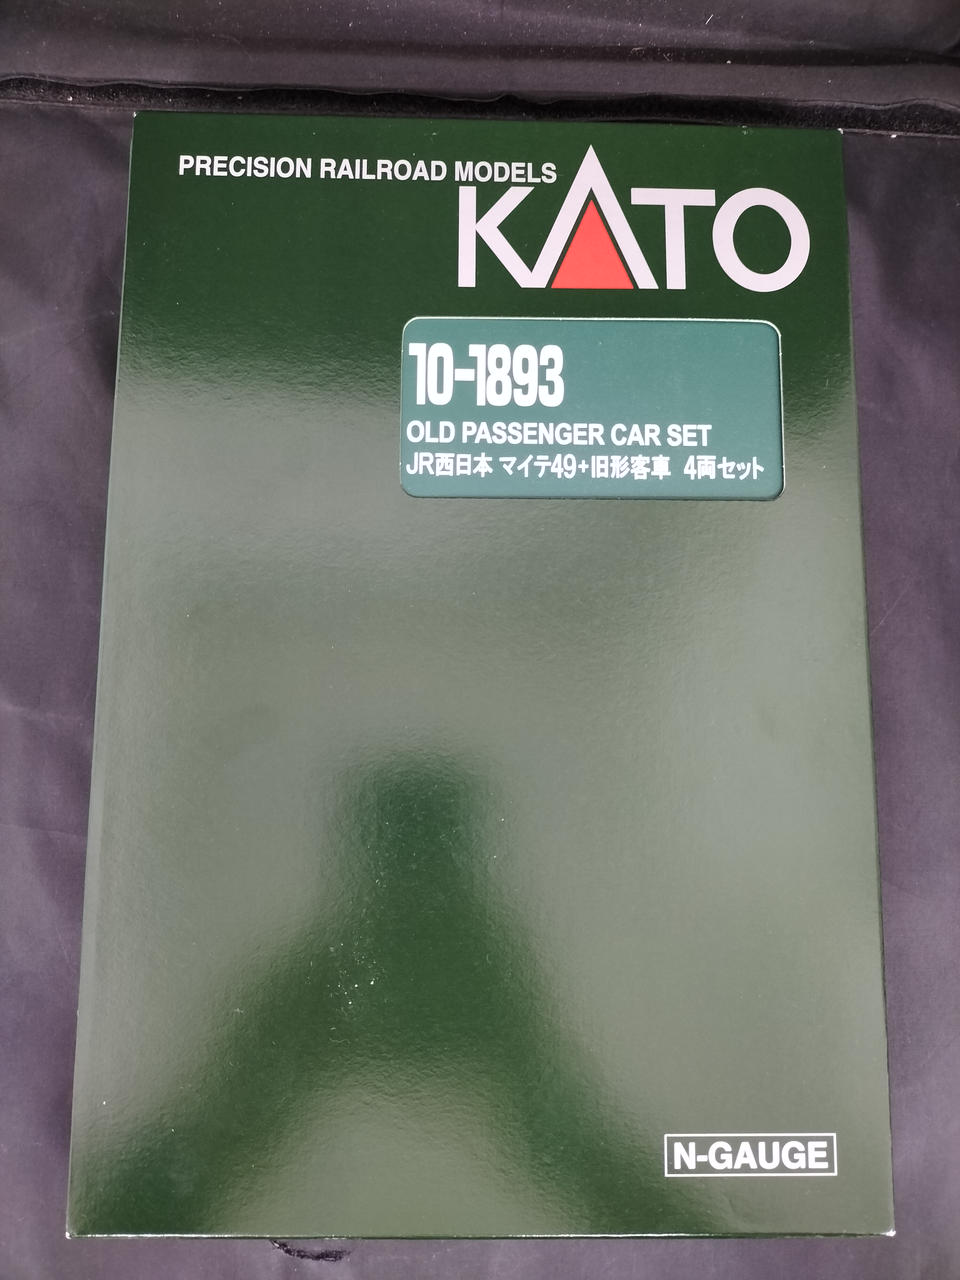 PRECISION RAILROAD MODELS
KATO
10-1893
OLD PASSENGER CAR SET
JR西日本 マイテ49+旧形客車 4両セット
N-GAUGE